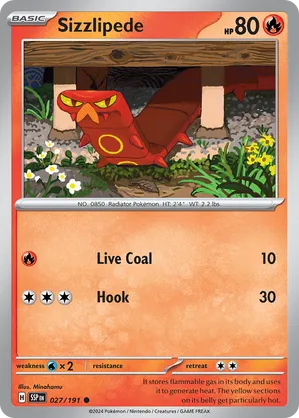 BASIC
Sizzlipede
HP 80
NO. 0850 Radiator Pokémon HT: 2'4" WT: 2.2 lbs.
Live Coal 10
Hook 30
weakness ×2 resistance retreat
Illus. Minahamu
H SSP EN 027/191
It stores flammable gas in its body and uses
it to generate heat. The yellow sections
on its belly get particularly hot.
©2024 Pokémon / Nintendo / Creatures / GAME FREAK